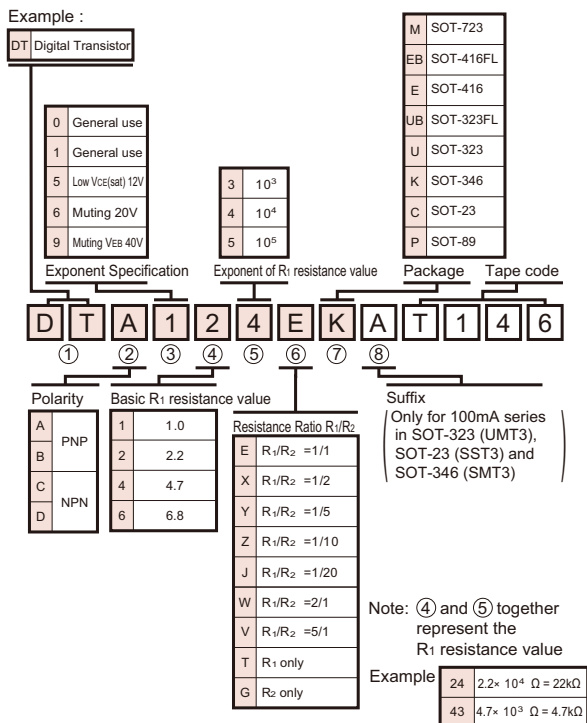 Example :
DT Digital Transistor
M SOT-723
EB SOT-416FL
E SOT-416
UB SOT-323FL
U SOT-323
K SOT-346
C SOT-23
P SOT-89
0 General use
1 General use
5 Low VCE(sat) 12V
6 Muting 20V
9 Muting VEB 40V
3 10³
4 10⁴
5 10⁵
Exponent Specification
Exponent of R1 resistance value
Package
Tape code
D T A 1 2 4 E K A T 1 4 6
① ② ③ ④ ⑤ ⑥ ⑦ ⑧
Polarity
A
B
PNP
C
D
NPN
Basic R1 resistance value
1 1.0
2 2.2
4 4.7
6 6.8
Resistance Ratio R1/R2
E R1/R2 =1/1
X R1/R2 =1/2
Y R1/R2 =1/5
Z R1/R2 =1/10
J R1/R2 =1/20
W R1/R2 =2/1
V R1/R2 =5/1
T R1 only
G R2 only
Suffix
(Only for 100mA series
in SOT-323 (UMT3),
SOT-23 (SST3) and
SOT-346 (SMT3))
Note: ④ and ⑤ together
represent the
R1 resistance value
Example
24 2.2× 10⁴ Ω = 22kΩ
43 4.7× 10³ Ω = 4.7kΩ